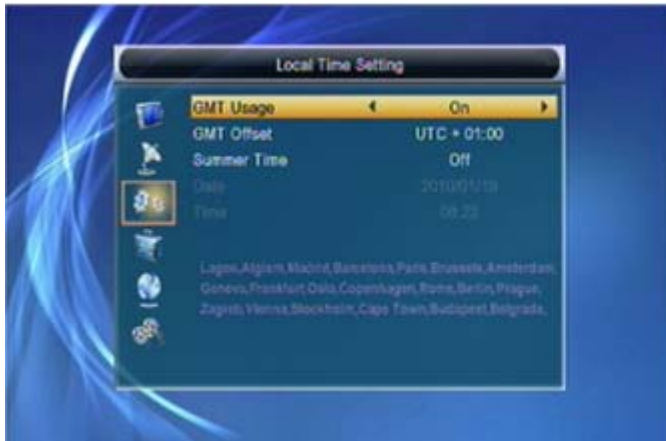 Local Time Setting
GMT Usage On
GMT Offset UTC + 01:00
Summer Time Off
Date 2010/01/19
Time 08:23
Lagos,Algiers,Madrid,Barcelona,Paris,Brussels,Amsterdam,
Geneva,Frankfurt,Oslo,Copenhagen,Rome,Berlin,Prague,
Zagreb,Vienna,Stockholm,Cape Town,Budapest,Belgrade,